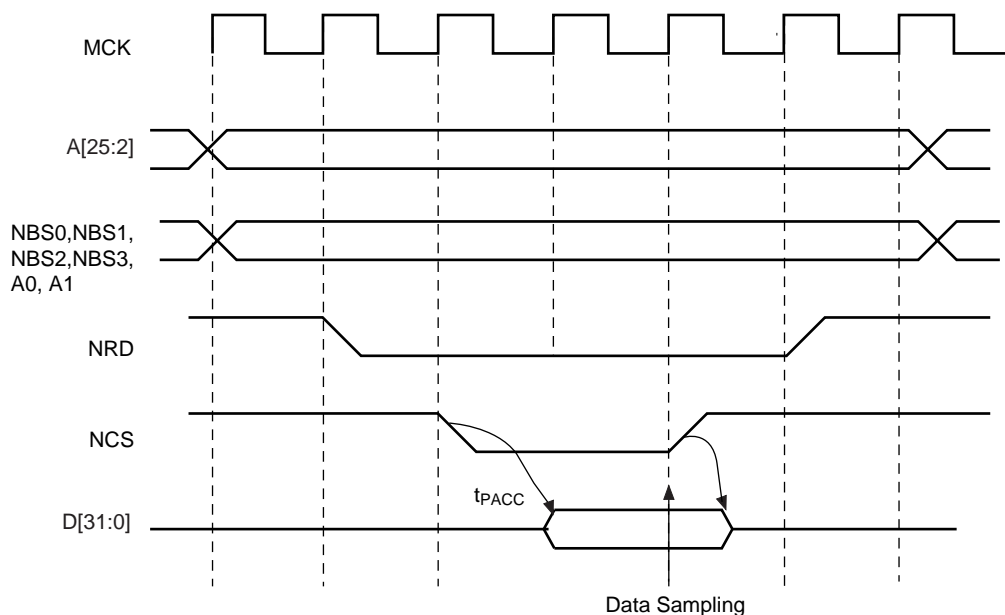 MCK
A[25:2]
NBS0,NBS1,
NBS2,NBS3,
A0, A1
NRD
NCS
tPACC
D[31:0]
Data Sampling